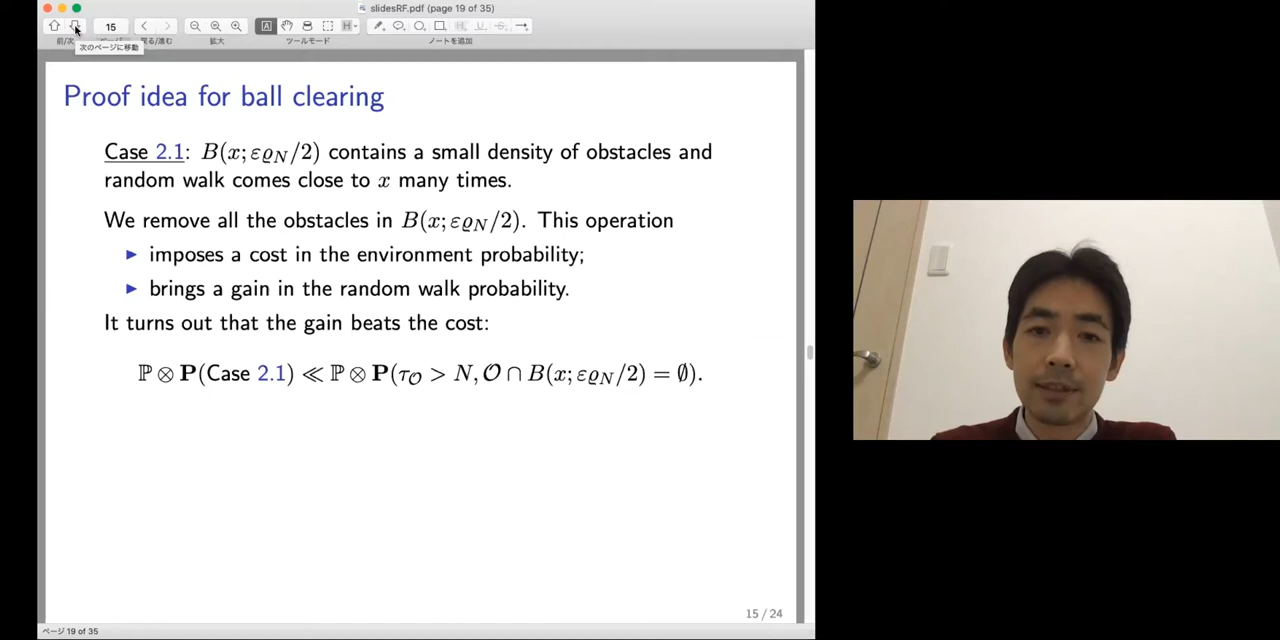 slidesRF.pdf (page 19 of 35)
15
次のページに移動
拡大
ツールモード
ノートを追加
Proof idea for ball clearing
Case 2.1: B(x; ερ_N/2) contains a small density of obstacles and
random walk comes close to x many times.
We remove all the obstacles in B(x; ερ_N/2). This operation
▶ imposes a cost in the environment probability;
▶ brings a gain in the random walk probability.
It turns out that the gain beats the cost:
ℙ ⊗ P(Case 2.1) ≪ ℙ ⊗ P(τ_𝒪 > N, 𝒪 ∩ B(x; ερ_N/2) = ∅).
15 / 24
ページ 19 of 35